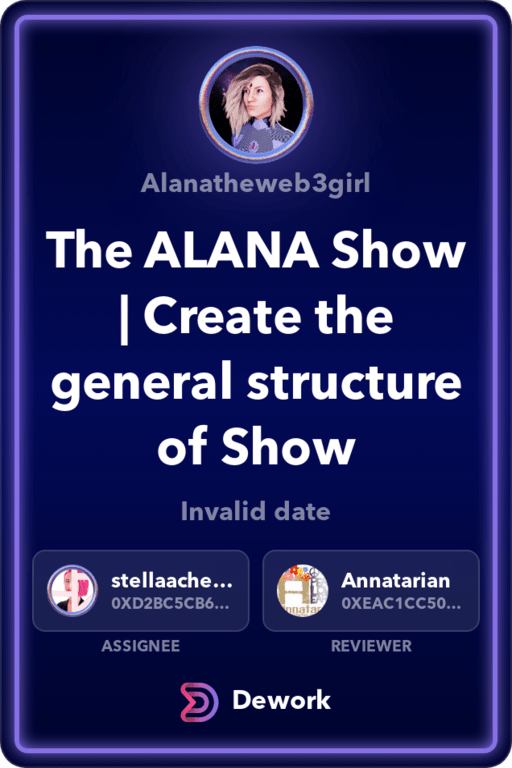 Alanatheweb3girl
The ALANA Show
| Create the
general structure
of Show
Invalid date
stellaache...
0XD2BC5CB6...
ASSIGNEE
Annatarian
0XEAC1CC50...
REVIEWER
Dework